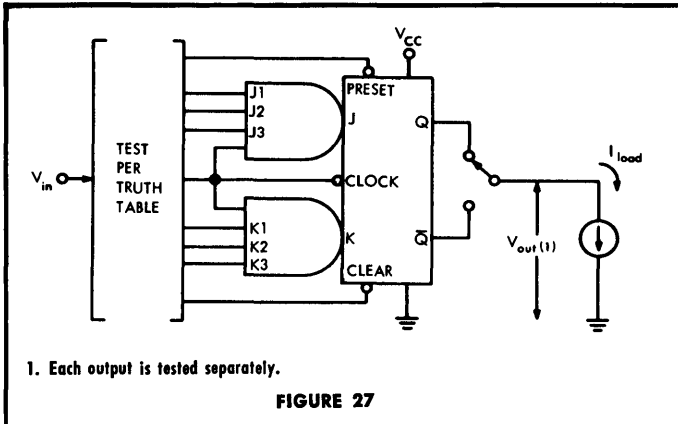 V_CC
PRESET
J1
J2
J3
J
Q
I_load
TEST
PER
TRUTH
TABLE
V_in
CLOCK
K1
K2
K3
K
Q̅
V_out(1)
CLEAR
1. Each output is tested separately.
FIGURE 27